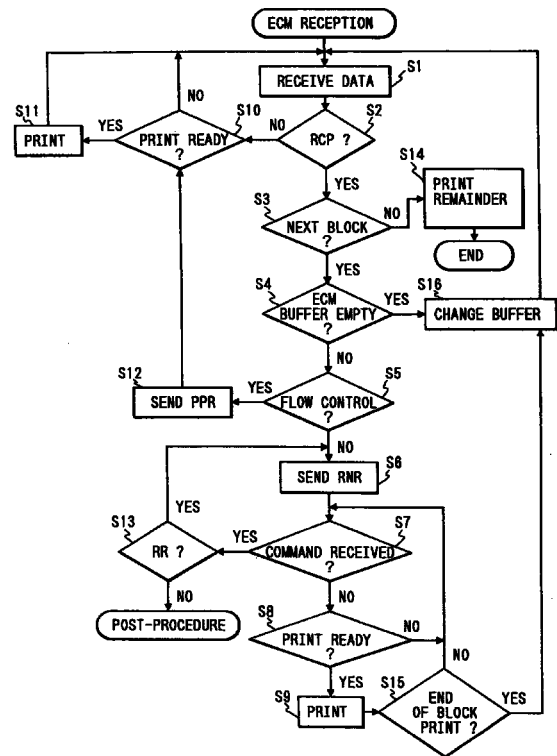 ECM RECEPTION
S1
RECEIVE DATA
S11
PRINT
YES
NO
S10
PRINT READY
?
NO
S2
RCP ?
YES
S14
PRINT
REMAINDER
END
S3
NEXT BLOCK
?
NO
YES
S4
ECM
BUFFER EMPTY
?
YES
S16
CHANGE BUFFER
NO
S12
SEND PPR
YES
S5
FLOW CONTROL
?
NO
S6
SEND RNR
S13
YES
RR ?
NO
POST-PROCEDURE
YES
S7
COMMAND RECEIVED
?
NO
S8
PRINT READY
?
NO
YES
S9
PRINT
S15
NO
END
OF BLOCK
PRINT ?
YES